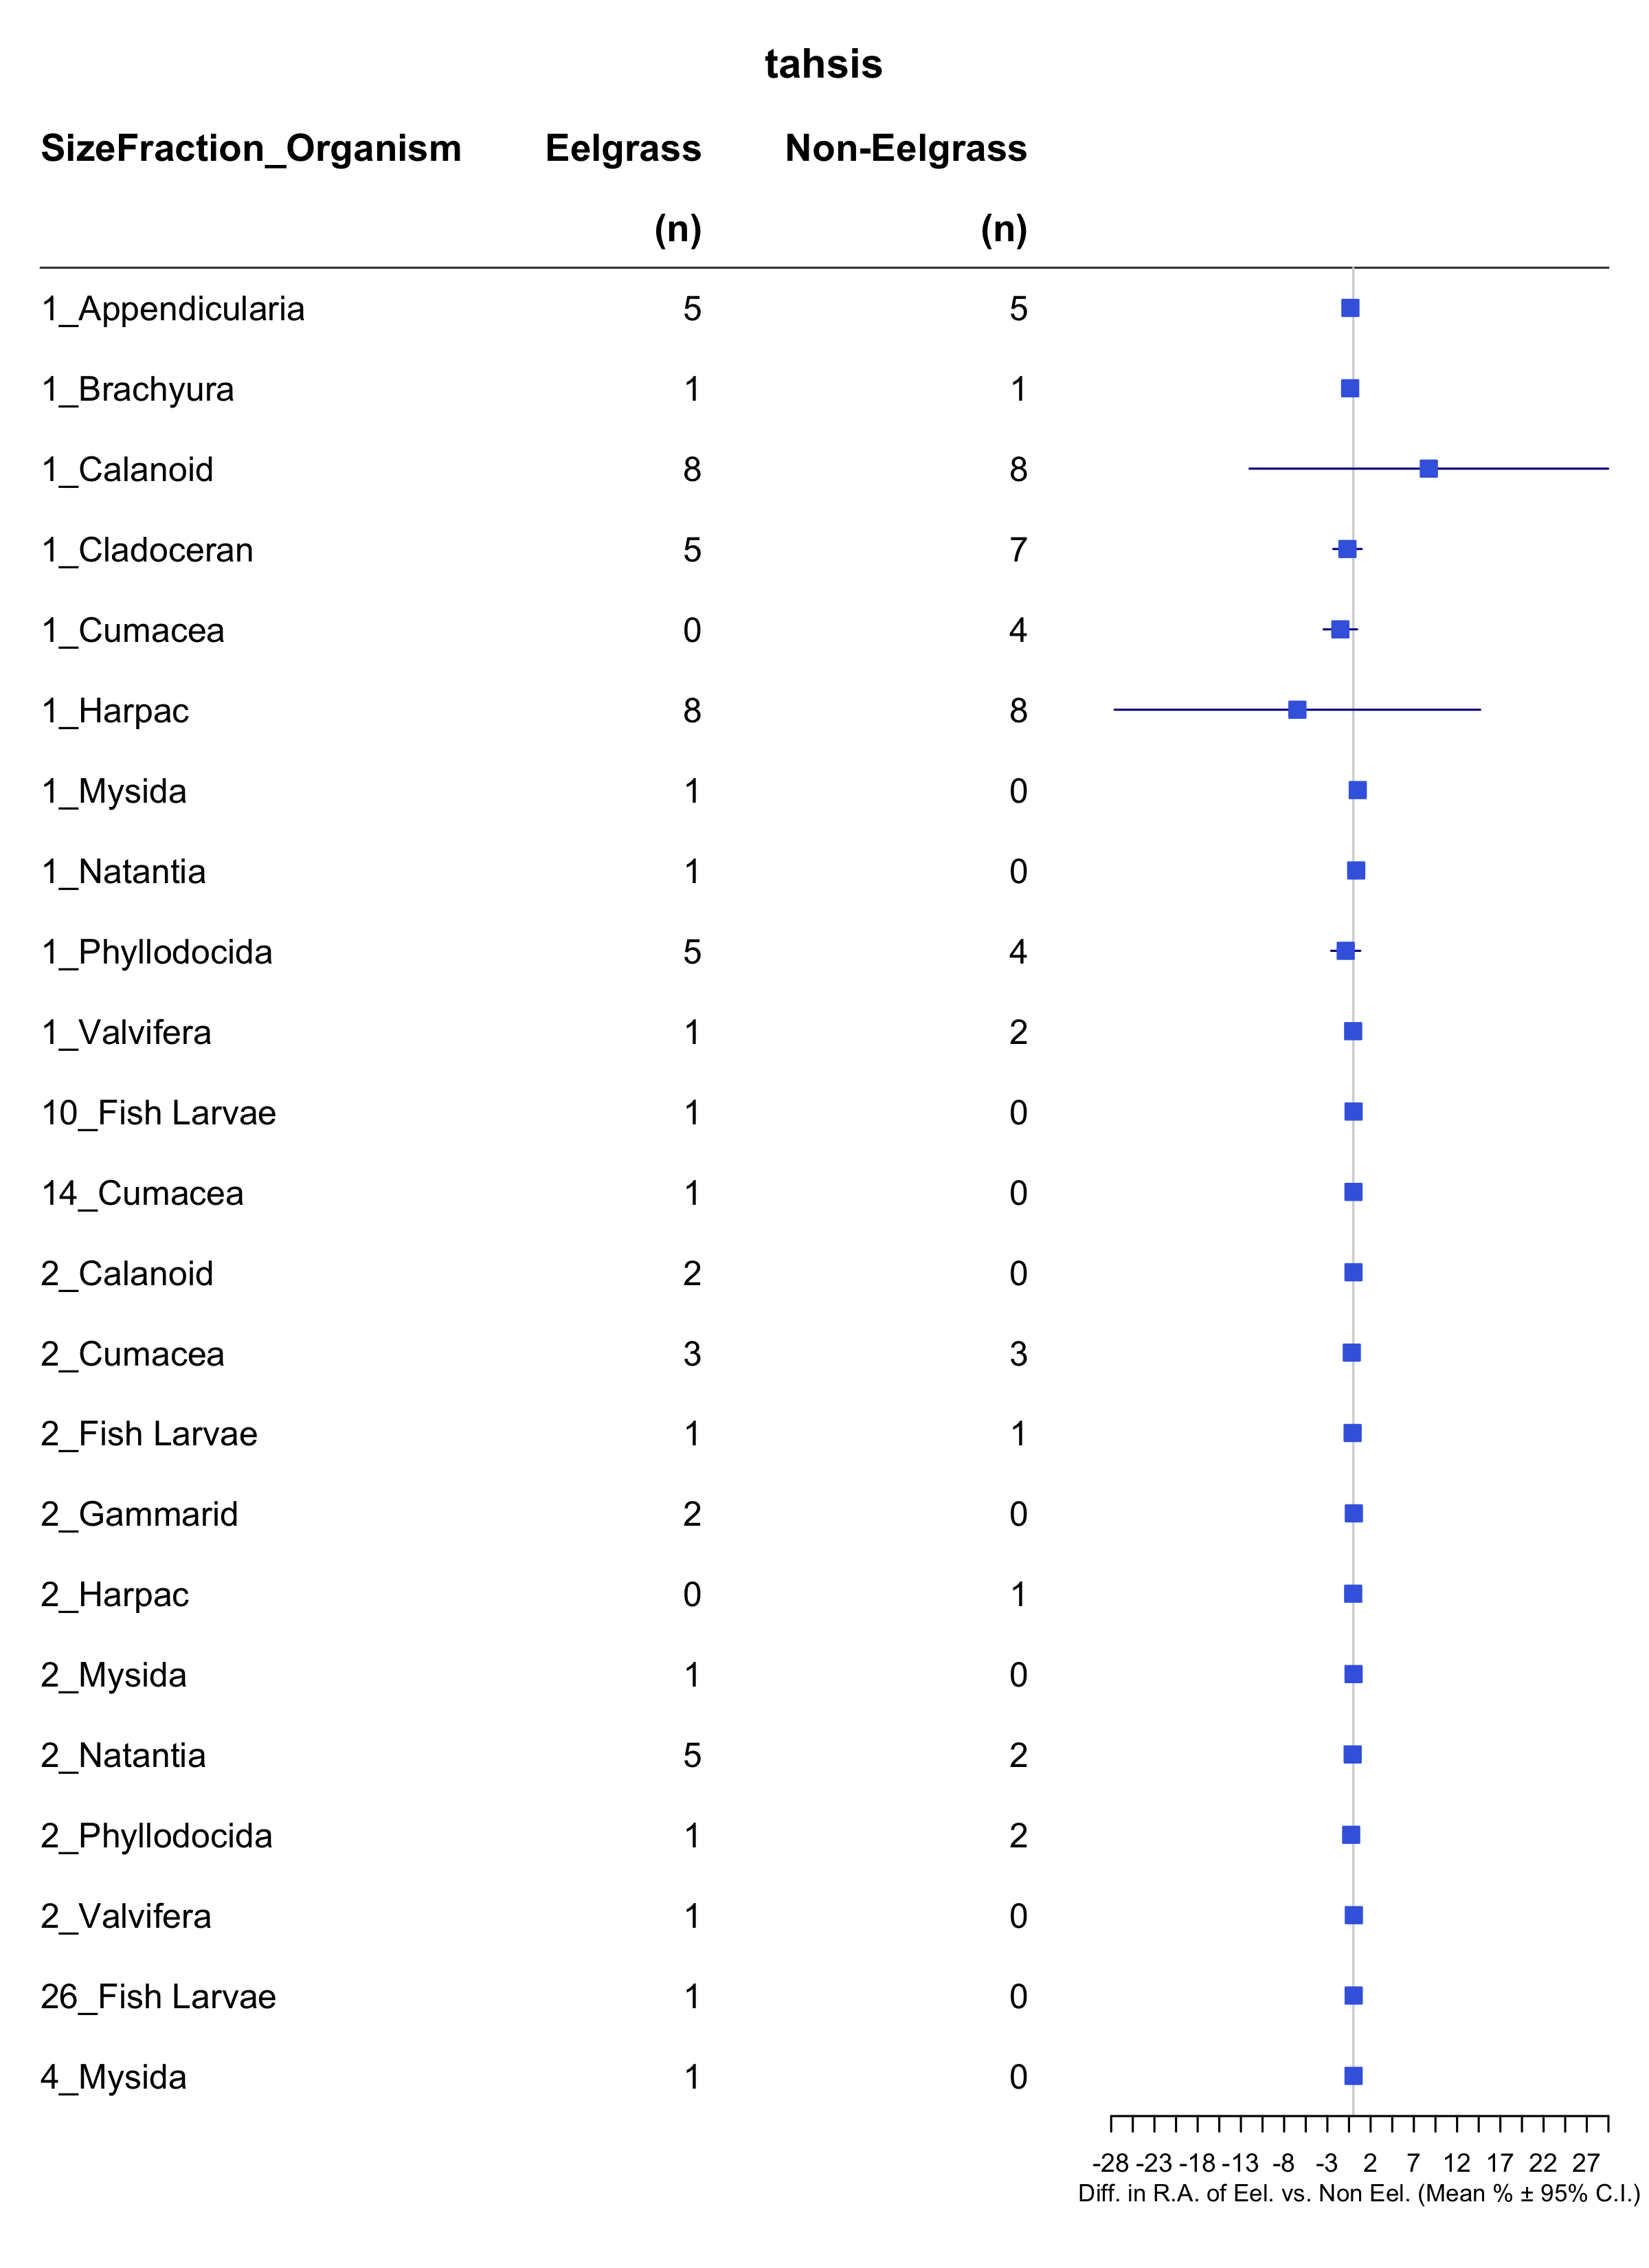 tahsis
SizeFraction_Organism Eelgrass Non-Eelgrass
(n) (n)
1_Appendicularia 5 5
1_Brachyura 1 1
1_Calanoid 8 8
1_Cladoceran 5 7
1_Cumacea 0 4
1_Harpac 8 8
1_Mysida 1 0
1_Natantia 1 0
1_Phyllodocida 5 4
1_Valvifera 1 2
10_Fish Larvae 1 0
14_Cumacea 1 0
2_Calanoid 2 0
2_Cumacea 3 3
2_Fish Larvae 1 1
2_Gammarid 2 0
2_Harpac 0 1
2_Mysida 1 0
2_Natantia 5 2
2_Phyllodocida 1 2
2_Valvifera 1 0
26_Fish Larvae 1 0
4_Mysida 1 0
-28 -23 -18 -13 -8 -3 2 7 12 17 22 27
Diff. in R.A. of Eel. vs. Non Eel. (Mean % ± 95% C.I.)